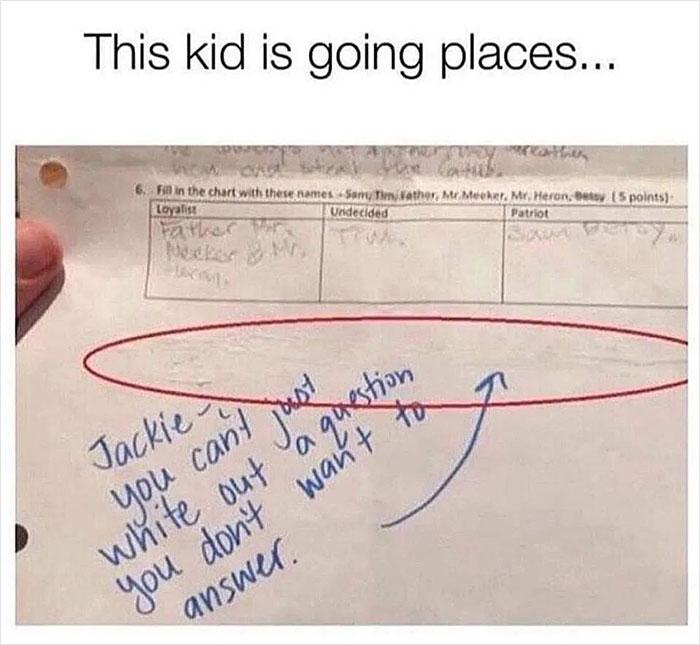 This kid is going places...
6. Fill in the chart with these names - Sam, Tim, Father, Mr.Meeker, Mr. Heron, Betsy (5 points)
Loyalist Undecided Patriot
Father Mr. Tim. Sam Betsy.
Meeker & Mr.
Heron.
Jackie -
you can't just
white out a question
you don't want to
answer.